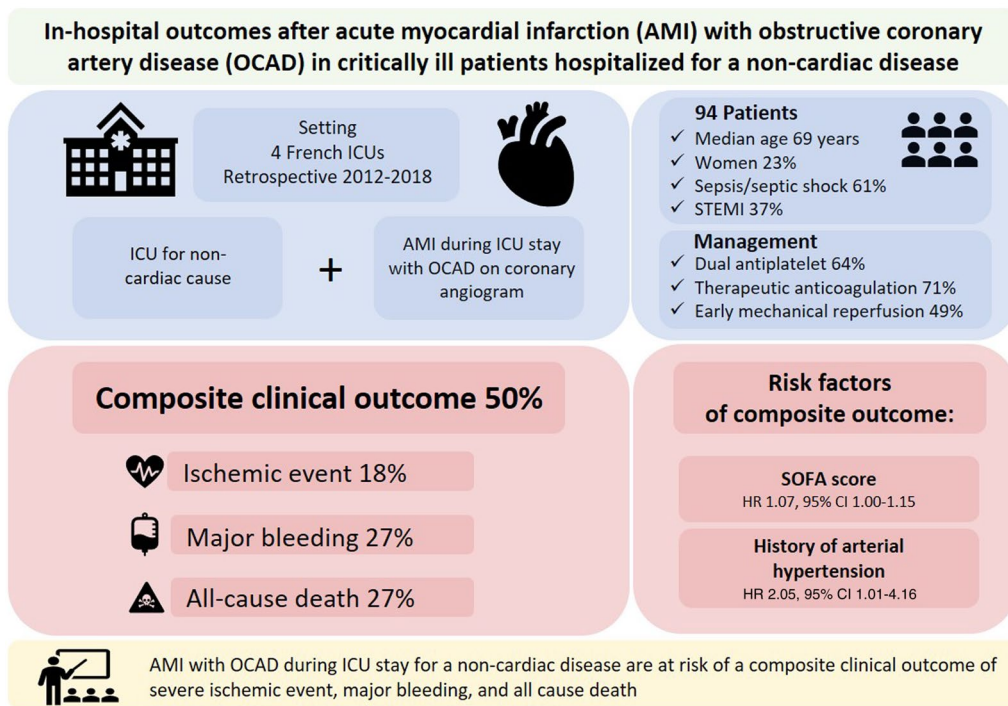 In-hospital outcomes after acute myocardial infarction (AMI) with obstructive coronary
artery disease (OCAD) in critically ill patients hospitalized for a non-cardiac disease
Setting
4 French ICUs
Retrospective 2012-2018
ICU for non-
cardiac cause
+
AMI during ICU stay
with OCAD on coronary
angiogram
94 Patients
✓ Median age 69 years
✓ Women 23%
✓ Sepsis/septic shock 61%
✓ STEMI 37%
Management
✓ Dual antiplatelet 64%
✓ Therapeutic anticoagulation 71%
✓ Early mechanical reperfusion 49%
Composite clinical outcome 50%
Ischemic event 18%
Major bleeding 27%
All-cause death 27%
Risk factors
of composite outcome:
SOFA score
HR 1.07, 95% CI 1.00-1.15
History of arterial
hypertension
HR 2.05, 95% CI 1.01-4.16
AMI with OCAD during ICU stay for a non-cardiac disease are at risk of a composite clinical outcome of
severe ischemic event, major bleeding, and all cause death